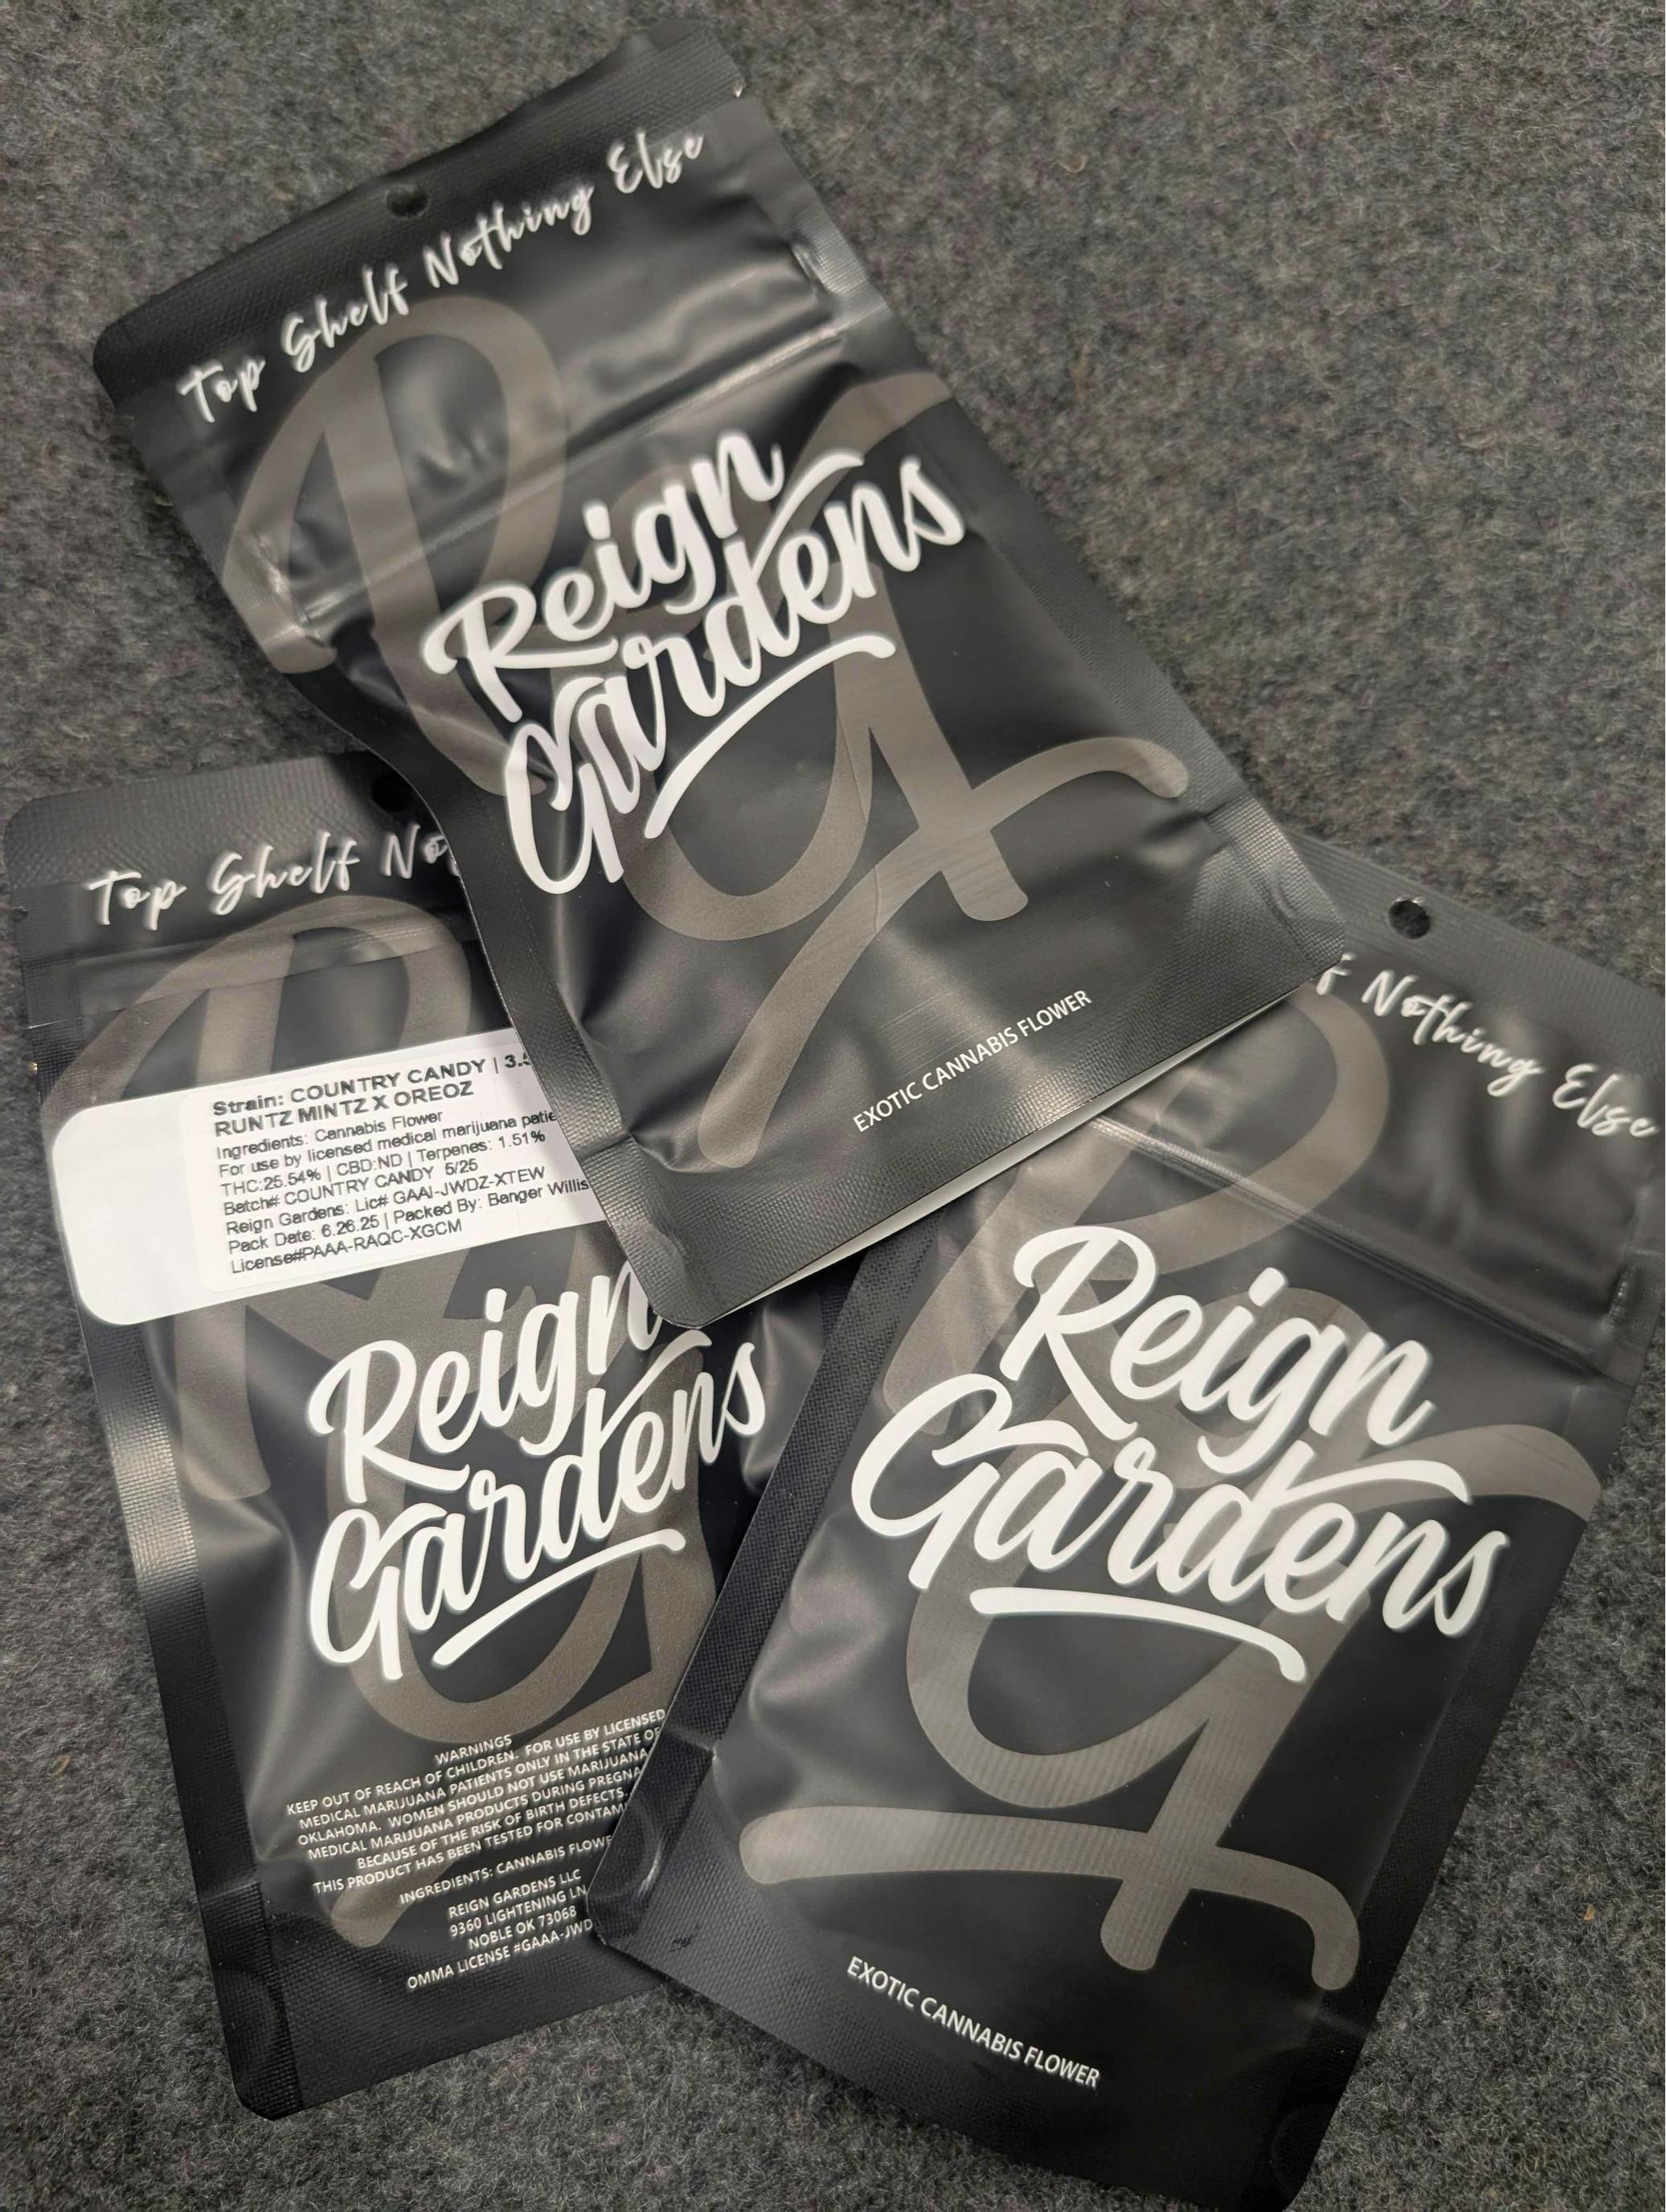 Top Shelf Nothing Else
Reign
Gardens
EXOTIC CANNABIS FLOWER
Top Shelf
Strain: COUNTRY CANDY | 3.5
RUNTZ MINTZ X OREOZ
Ingredients: Cannabis Flower
For use by licensed medical marijuana
THC:25.54% | CBD:ND | Terpenes: 1.51%
Batch# COUNTRY CANDY 5/25
Reign Gardens: Lic# GAAI-JWDZ-XTEW
Pack Date: 6.26.25 | Packed By: Banger Willis
License#PAAA-RAQC-XGCM
Reign
Gardens
WARNINGS
KEEP OUT OF REACH OF CHILDREN. FOR USE BY LICENSED
MEDICAL MARIJUANA PATIENTS ONLY IN THE STATE OF
OKLAHOMA. WOMEN SHOULD NOT USE MARIJUANA
MEDICAL MARIJUANA PRODUCTS DURING
BECAUSE OF THE RISK OF BIRTH DEFECTS.
THIS PRODUCT HAS BEEN TESTED FOR
INGREDIENTS: CANNABIS
REIGN GARDENS LLC
9360 LIGHTENING LN
NOBLE OK 73068
OMMA LICENSE #GAAA-JWD
Nothing Else
Reign
Gardens
EXOTIC CANNABIS FLOWER